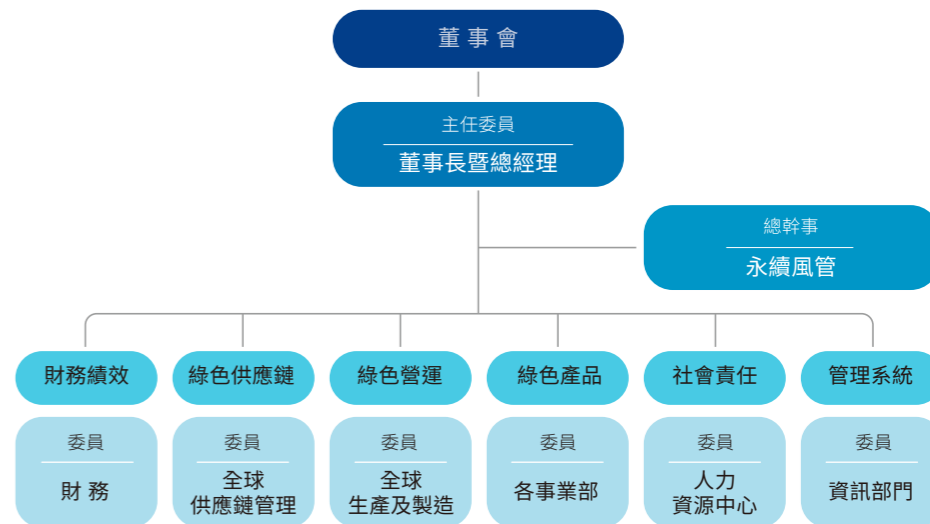 董事會
主任委員
董事長暨總經理
總幹事
永續風管
財務績效
綠色供應鏈
綠色營運
綠色產品
社會責任
管理系統
委員
財務
委員
全球
供應鏈管理
委員
全球
生產及製造
委員
各事業部
委員
人力
資源中心
委員
資訊部門